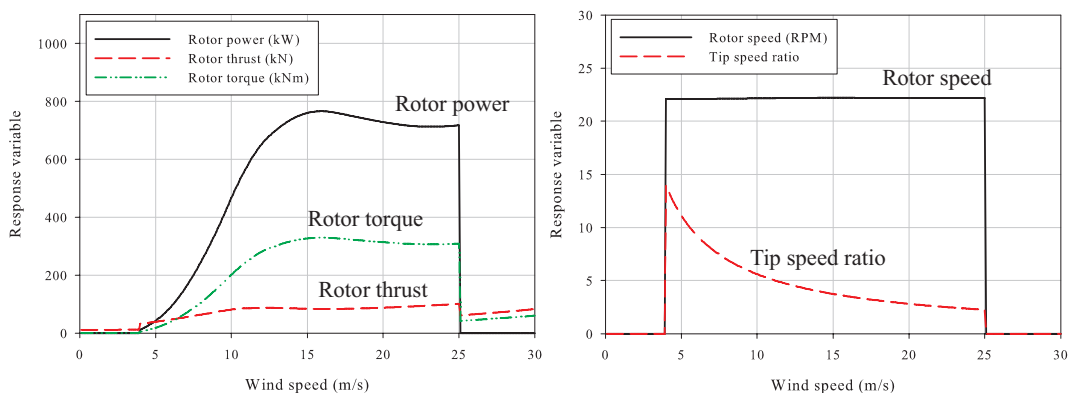 Rotor power (kW)
Rotor thrust (kN)
Rotor torque (kNm)
Rotor power
Rotor torque
Rotor thrust
Response variable
1000
800
600
400
200
0
0 5 10 15 20 25 30
Wind speed (m/s)
Rotor speed (RPM)
Tip speed ratio
Rotor speed
Tip speed ratio
Response variable
30
25
20
15
10
5
0
0 5 10 15 20 25 30
Wind speed (m/s)